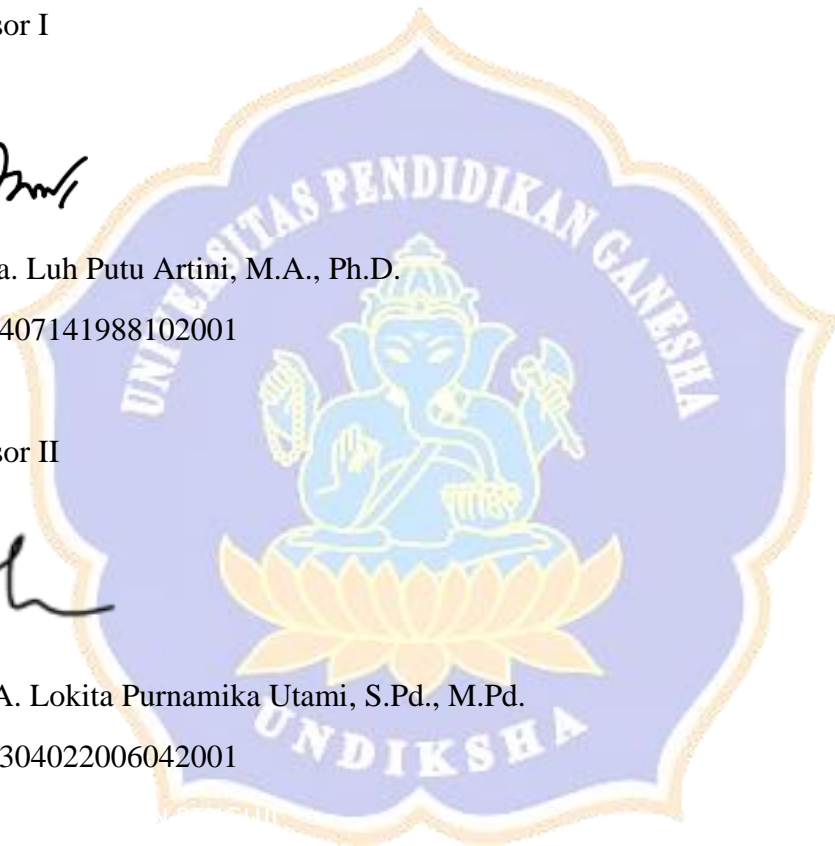 sor I
UNIVERSITAS PENDIDIKAN GANESHA
a. Luh Putu Artini, M.A., Ph.D.
407141988102001
sor II
A. Lokita Purnamika Utami, S.Pd., M.Pd.
304022006042001
UNDIKSHA